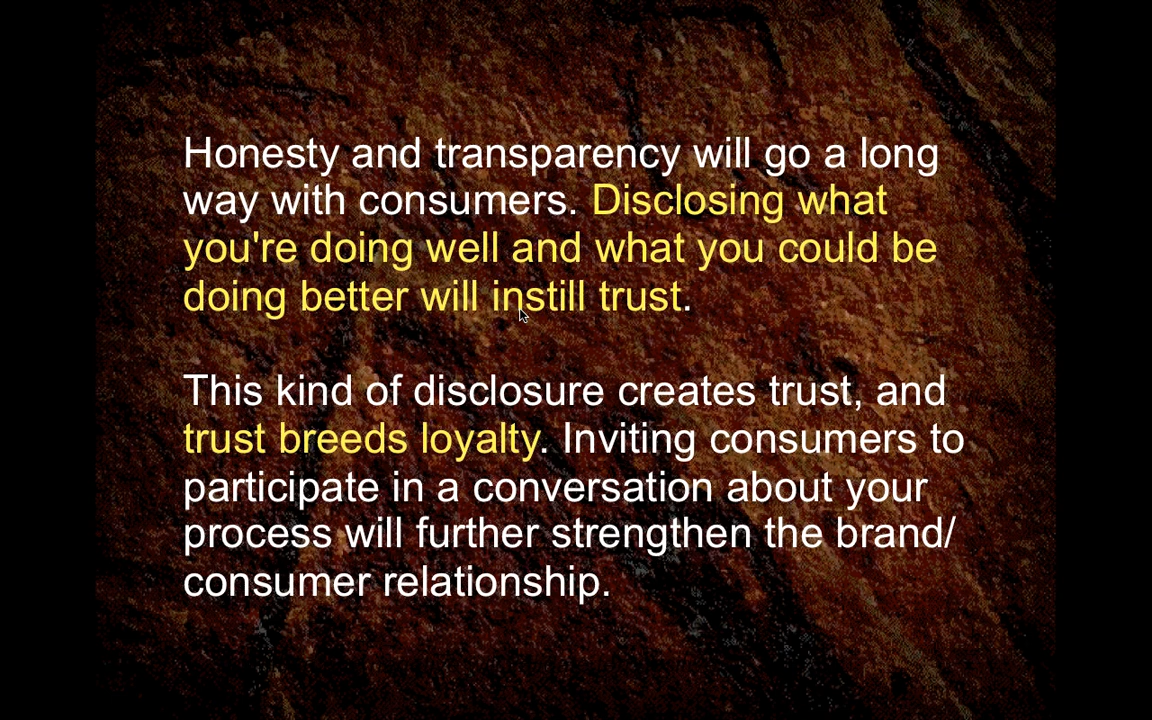 Honesty and transparency will go a long
way with consumers. Disclosing what
you're doing well and what you could be
doing better will instill trust.
This kind of disclosure creates trust, and
trust breeds loyalty. Inviting consumers to
participate in a conversation about your
process will further strengthen the brand/
consumer relationship.